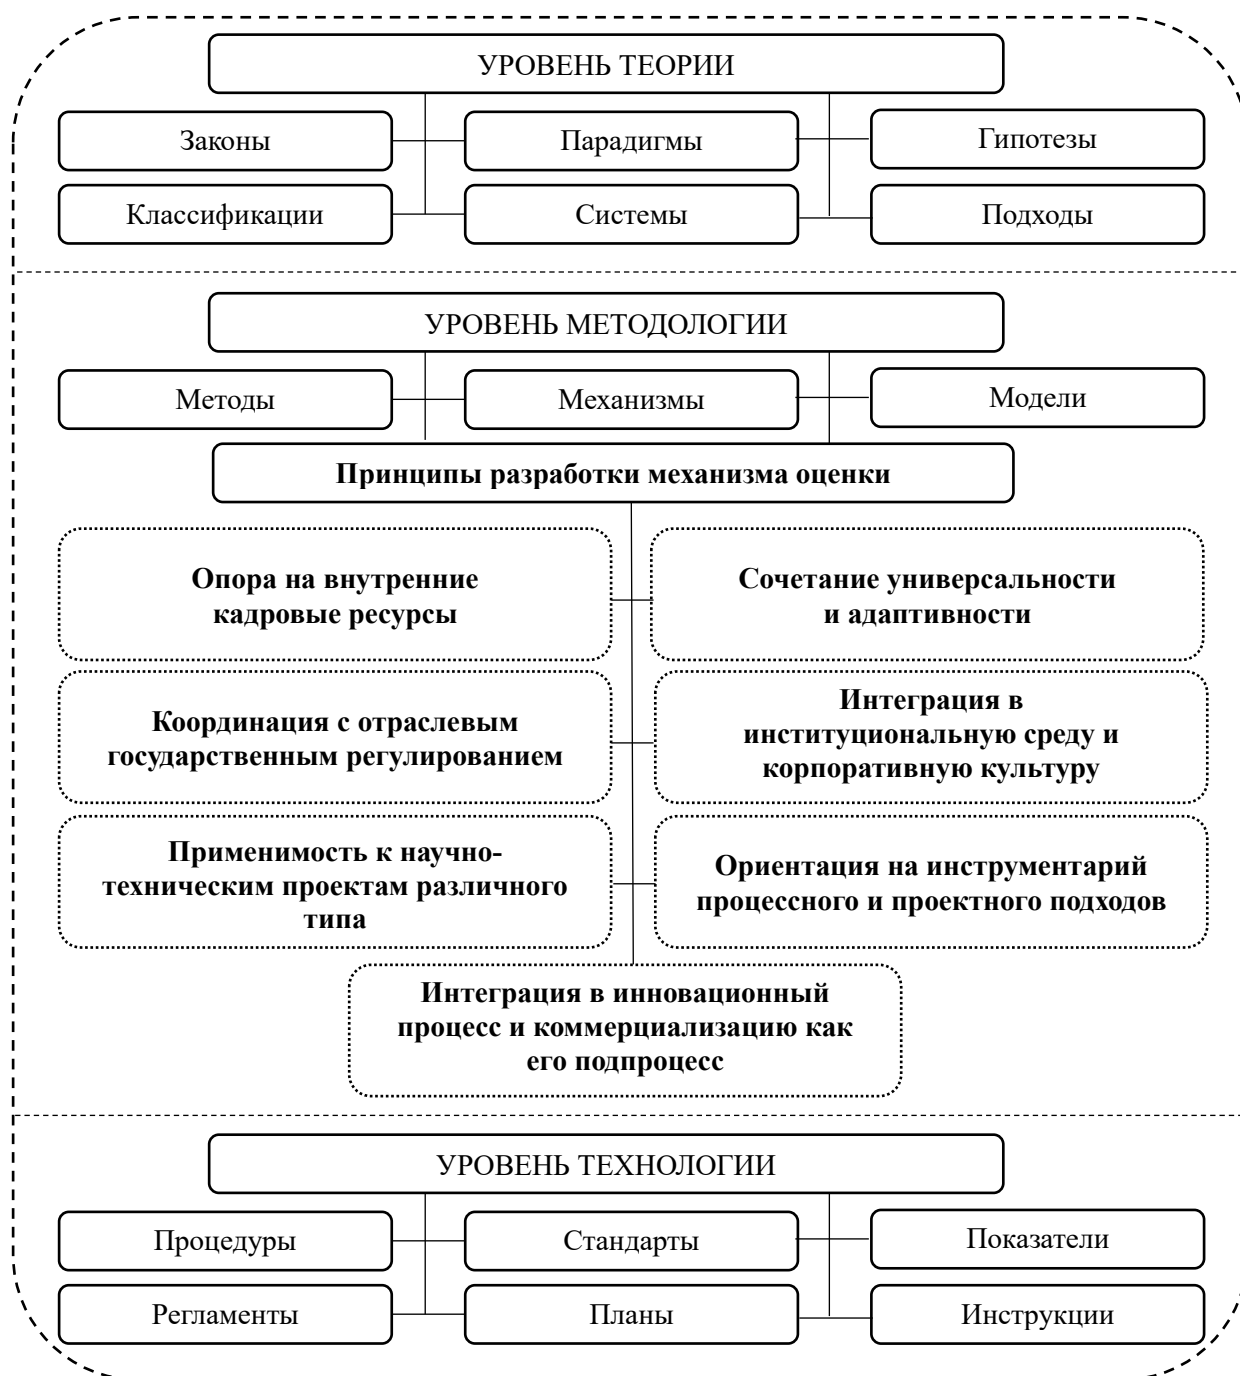 УРОВЕНЬ ТЕОРИИ
Законы
Парадигмы
Гипотезы
Классификации
Системы
Подходы
УРОВЕНЬ МЕТОДОЛОГИИ
Методы
Механизмы
Модели
Принципы разработки механизма оценки
Опора на внутренние
кадровые ресурсы
Сочетание универсальности
и адаптивности
Координация с отраслевым
государственным регулированием
Интеграция в
институциональную среду и
корпоративную культуру
Применимость к научно-
техническим проектам различного
типа
Ориентация на инструментарий
процессного и проектного подходов
Интеграция в инновационный
процесс и коммерциализацию как
его подпроцесс
УРОВЕНЬ ТЕХНОЛОГИИ
Процедуры
Стандарты
Показатели
Регламенты
Планы
Инструкции